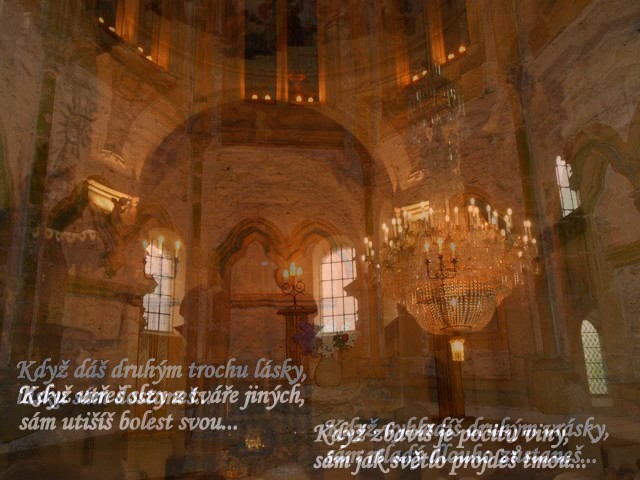 Když dáš druhým trochu lásky,
Když utřeš slzy z tváře jiných,
sám utišíš bolest svou...
Když zbavíš je pocitu viny,
sám jak světlo projdeš tmou...